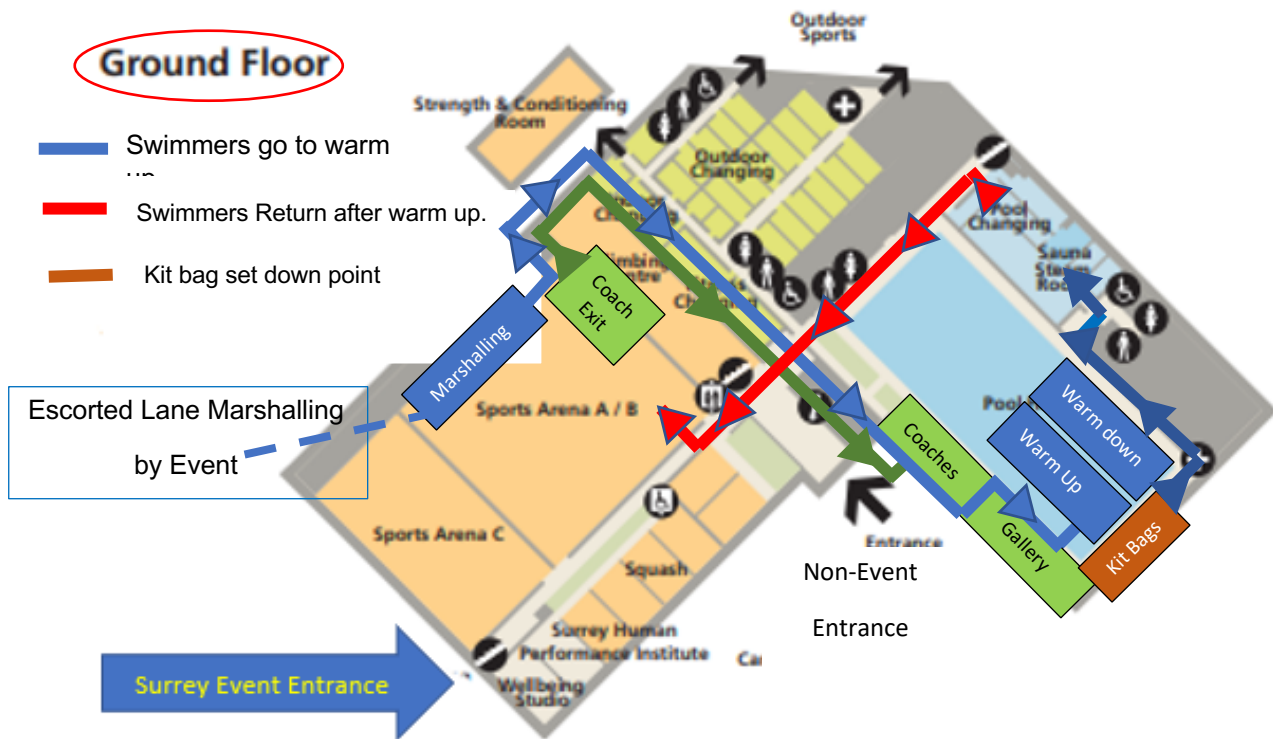 Ground Floor
Swimmers go to warm
Swimmers Return after warm up.
Kit bag set down point
Outdoor
Sports
Strength & Conditioning
Room
Outdoor
Changing
Changing
Pool
Changing
Sauna
Steam
Coach
Exit
Marshalling
Escorted Lane Marshalling
by Event
Sports Arena A / B
Coaches
Warm down
Warm Up
Gallery
Kit Bags
Sports Arena C
Squash
Entrance
Non-Event
Entrance
Surrey Human
Performance Institute
Wellbeing
Studio
Surrey Event Entrance